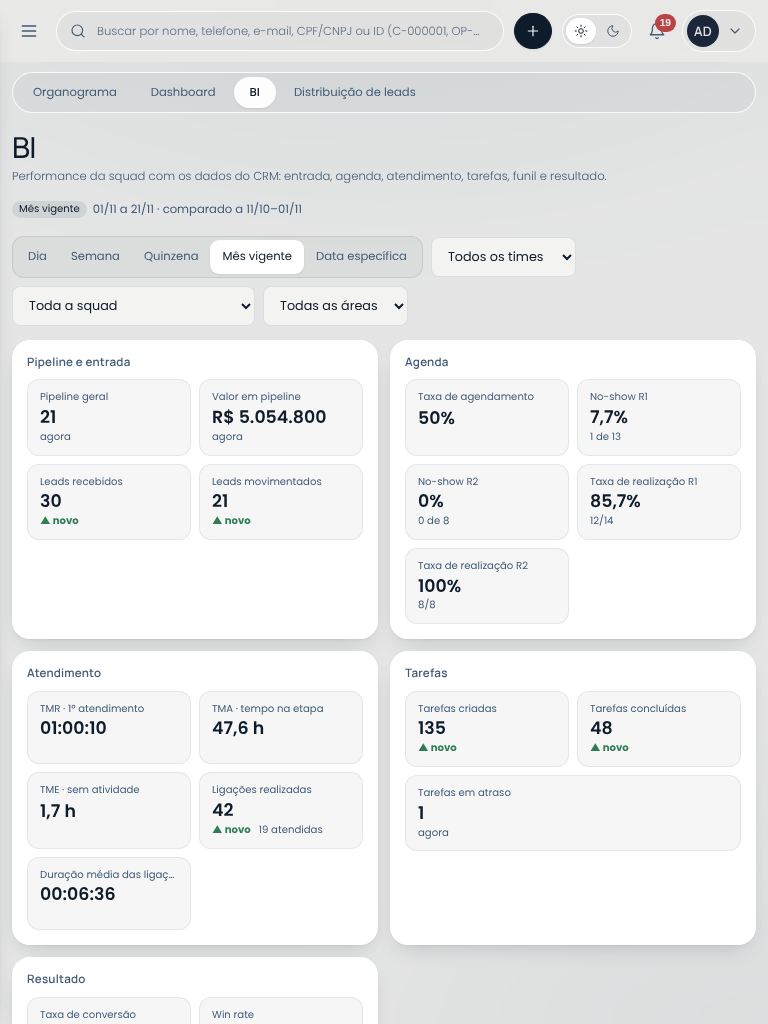 Buscar por nome, telefone, e-mail, CPF/CNPJ ou ID (C-000001, OP-...
+
19
AD
Organograma
Dashboard
BI
Distribuição de leads
BI
Performance da squad com os dados do CRM: entrada, agenda, atendimento, tarefas, funil e resultado.
Mês vigente 01/11 a 21/11 · comparado a 11/10–01/11
Dia
Semana
Quinzena
Mês vigente
Data específica
Todos os times
Toda a squad
Todas as áreas
Pipeline e entrada
Pipeline geral
21
agora
Valor em pipeline
R$ 5.054.800
agora
Leads recebidos
30
▲ novo
Leads movimentados
21
▲ novo
Agenda
Taxa de agendamento
50%
No-show R1
7,7%
1 de 13
No-show R2
0%
0 de 8
Taxa de realização R1
85,7%
12/14
Taxa de realização R2
100%
8/8
Atendimento
TMR · 1º atendimento
01:00:10
TMA · tempo na etapa
47,6 h
TME · sem atividade
1,7 h
Ligações realizadas
42
▲ novo 19 atendidas
Duração média das ligaç...
00:06:36
Tarefas
Tarefas criadas
135
▲ novo
Tarefas concluídas
48
▲ novo
Tarefas em atraso
1
agora
Resultado
Taxa de conversão
Win rate